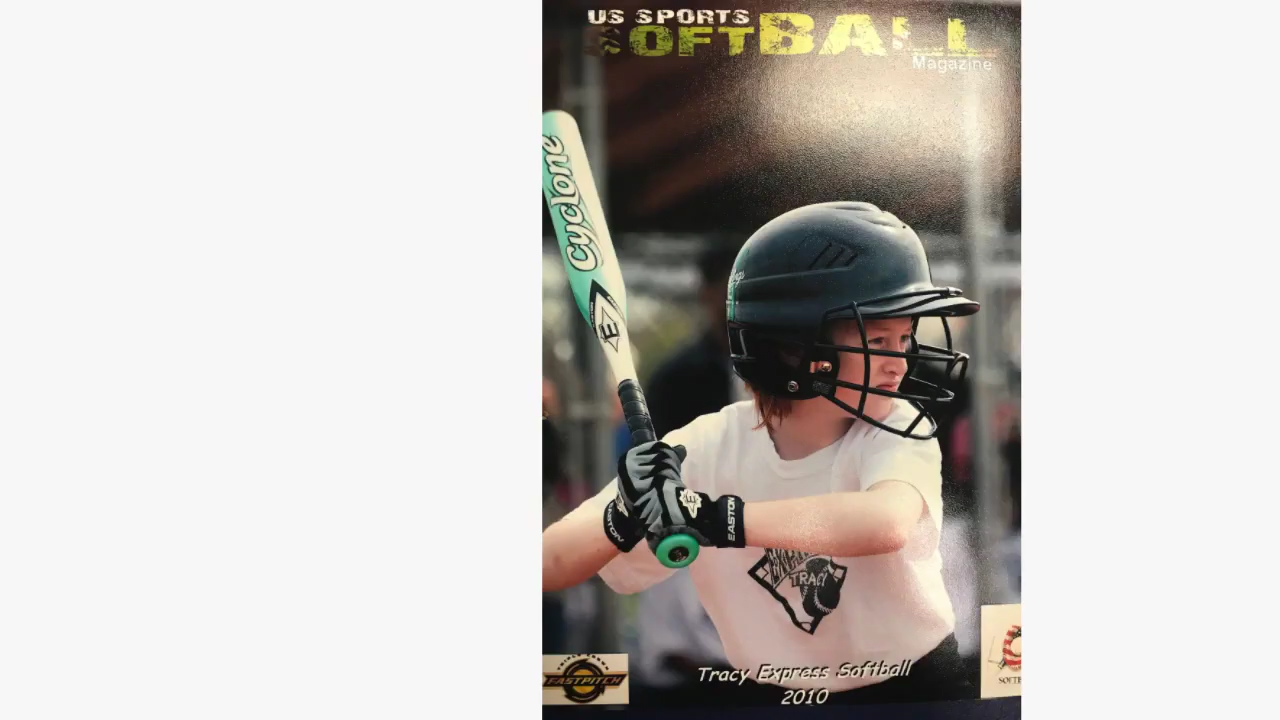 US SPORTS
SOFTBALL
Magazine
Cyclone
E
EASTON
EASTON
TRACY
FASTPITCH
Tracy Express Softball
2010